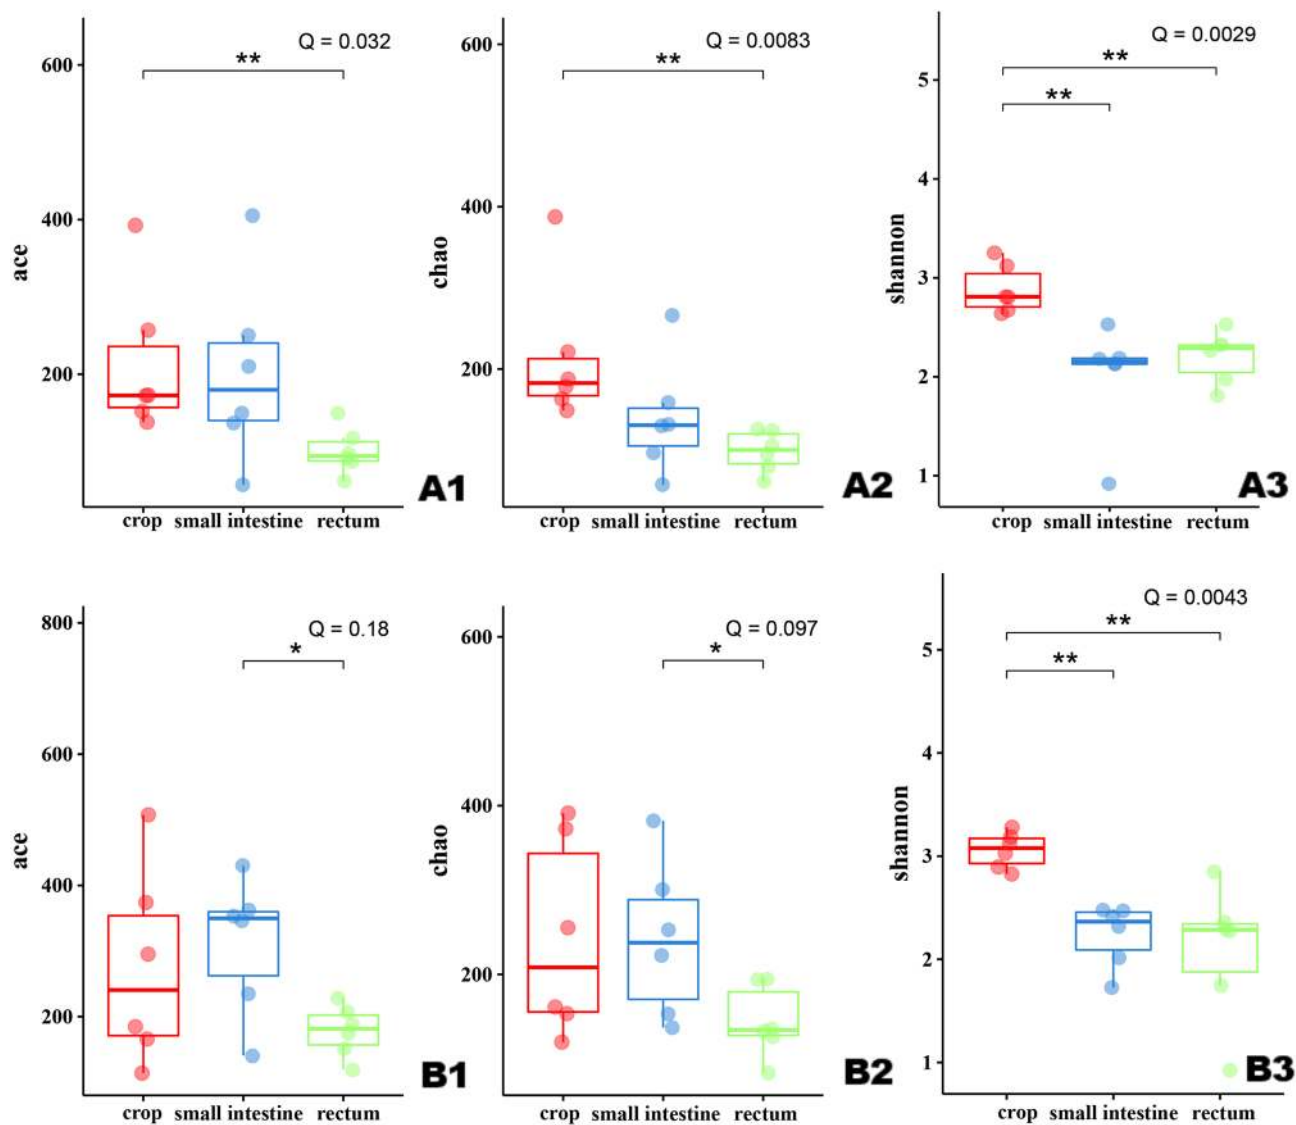 Q = 0.032
**
600
400
200
ace
crop small intestine rectum
A1
Q = 0.0083
**
600
400
200
chao
crop small intestine rectum
A2
Q = 0.0029
**
**
5
4
3
2
1
shannon
crop small intestine rectum
A3
Q = 0.18
*
800
600
400
200
ace
crop small intestine rectum
B1
Q = 0.097
*
600
400
200
chao
crop small intestine rectum
B2
Q = 0.0043
**
**
5
4
3
2
1
shannon
crop small intestine rectum
B3